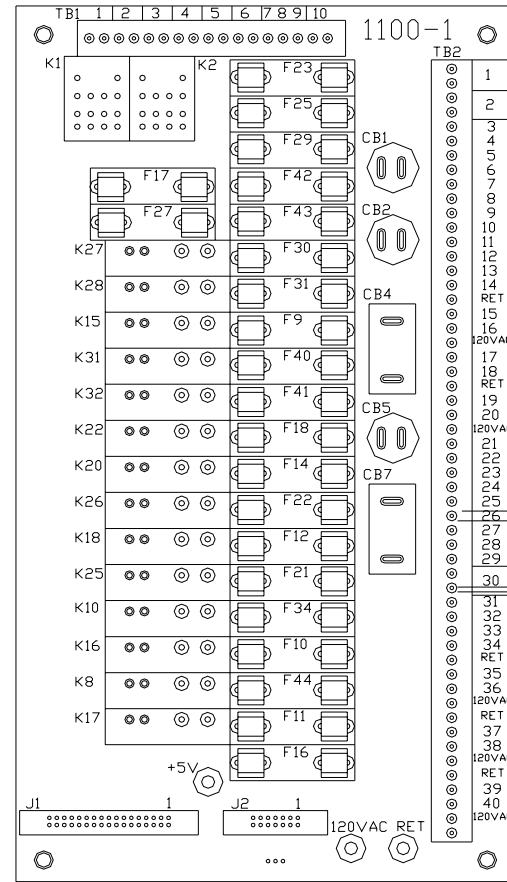 TB1 1 2 3 4 5 6 7 8 9 10
1100-1
K1
K2
TB2
F23
F25
F29
F42
F43
F17
F27
K27 F30
K28 F31
K15 F9
K31 F40
K32 F41
K22 F18
K20 F14
K26 F22
K18 F12
K25 F21
K10 F34
K16 F10
K8 F44
K17 F11
F16
CB1
CB2
CB4
CB5
CB7
1
2
3
4
5
6
7
8
9
10
11
12
13
14
RET
15
16
120VAC
17
18
RET
19
20
120VAC
21
22
23
24
25
26
27
28
29
30
31
32
33
34
RET
35
36
120VAC
RET
37
38
120VAC
RET
39
40
120VAC
+5V
J1 1
J2 1
120VAC RET